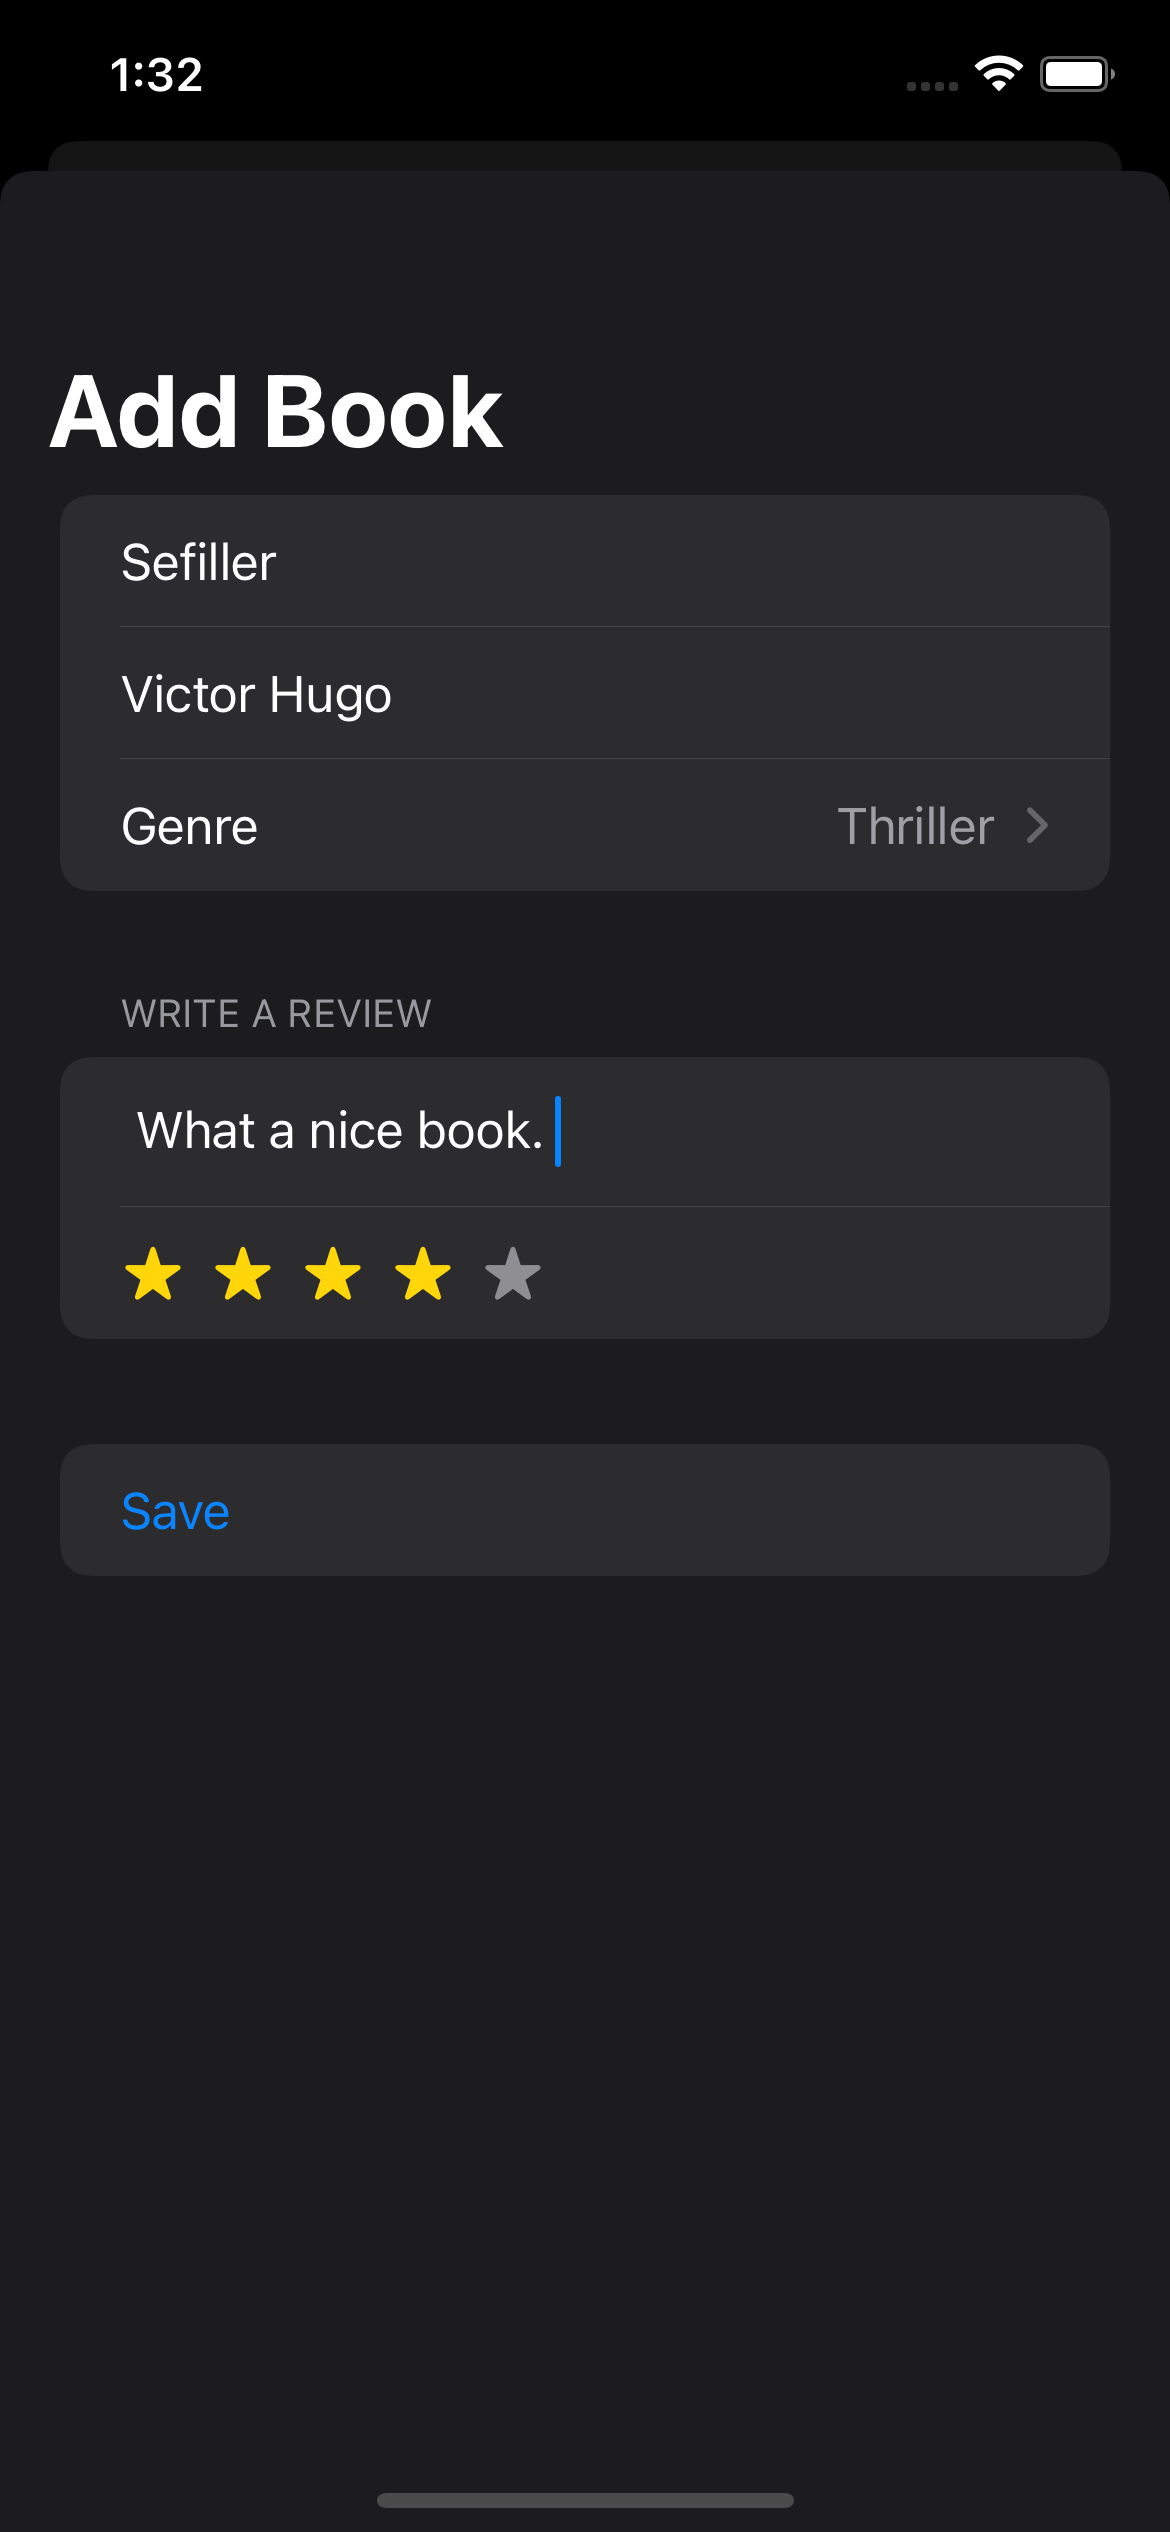 1:32
Add Book
Sefiller
Victor Hugo
Genre Thriller
WRITE A REVIEW
What a nice book.
Save